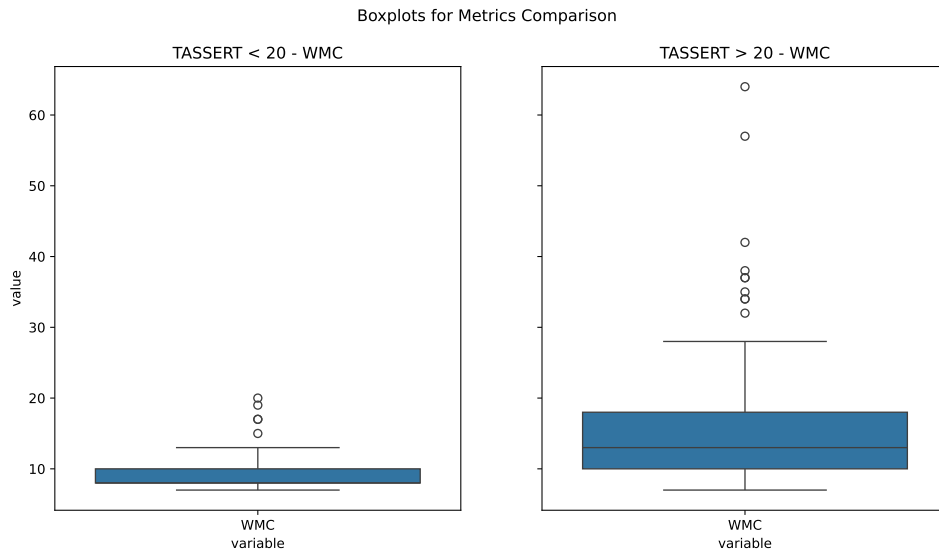 Boxplots for Metrics Comparison
TASSERT < 20 - WMC
TASSERT > 20 - WMC
value
60
50
40
30
20
10
WMC
variable
WMC
variable